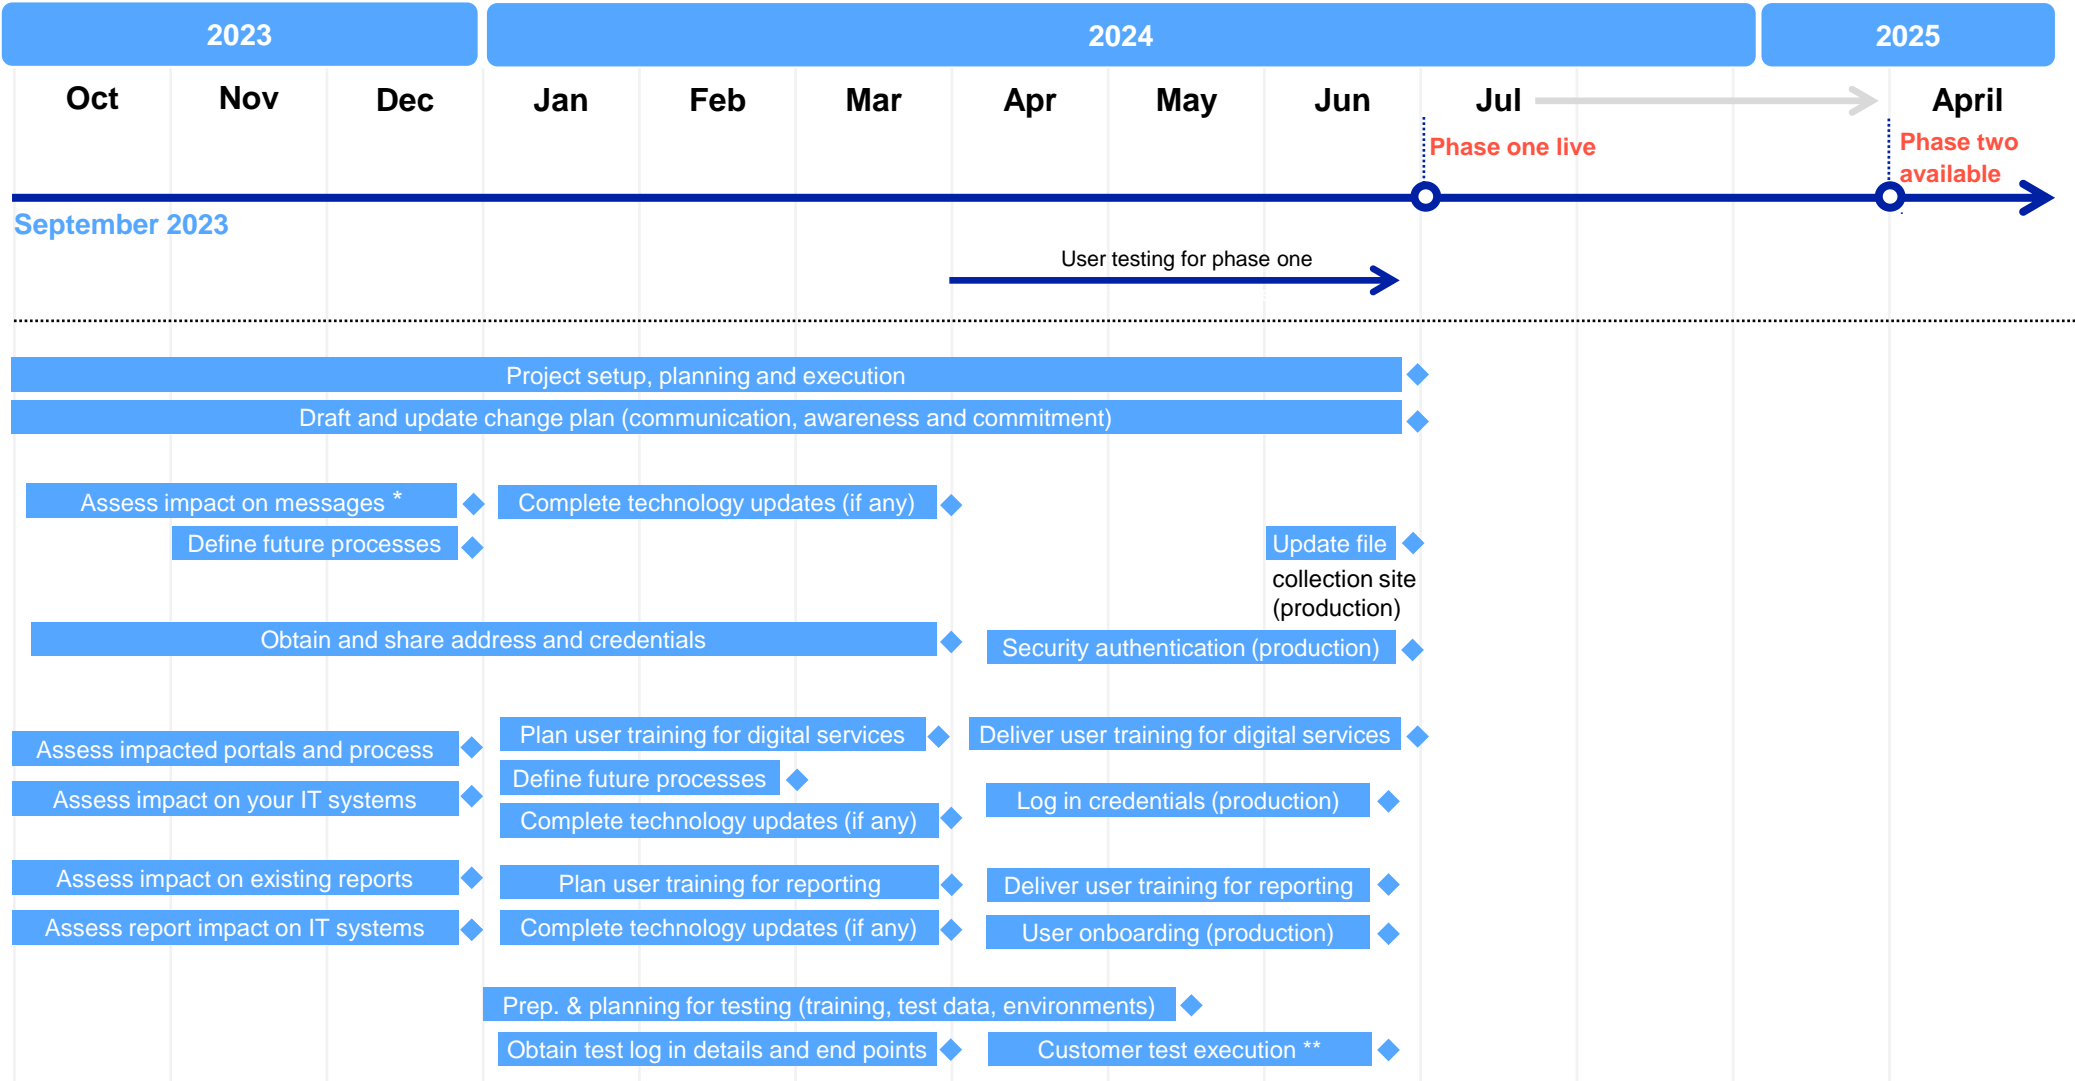 2023
2024
2025
Oct
Nov
Dec
Jan
Feb
Mar
Apr
May
Jun
Jul
April
Phase one live
Phase two
available
September 2023
User testing for phase one
Project setup, planning and execution
Draft and update change plan (communication, awareness and commitment)
Assess impact on messages *
Complete technology updates (if any)
Define future processes
Update file
collection site
(production)
Obtain and share address and credentials
Security authentication (production)
Plan user training for digital services
Deliver user training for digital services
Assess impacted portals and process
Define future processes
Assess impact on your IT systems
Log in credentials (production)
Complete technology updates (if any)
Assess impact on existing reports
Plan user training for reporting
Deliver user training for reporting
Assess report impact on IT systems
Complete technology updates (if any)
User onboarding (production)
Prep. & planning for testing (training, test data, environments)
Obtain test log in details and end points
Customer test execution **